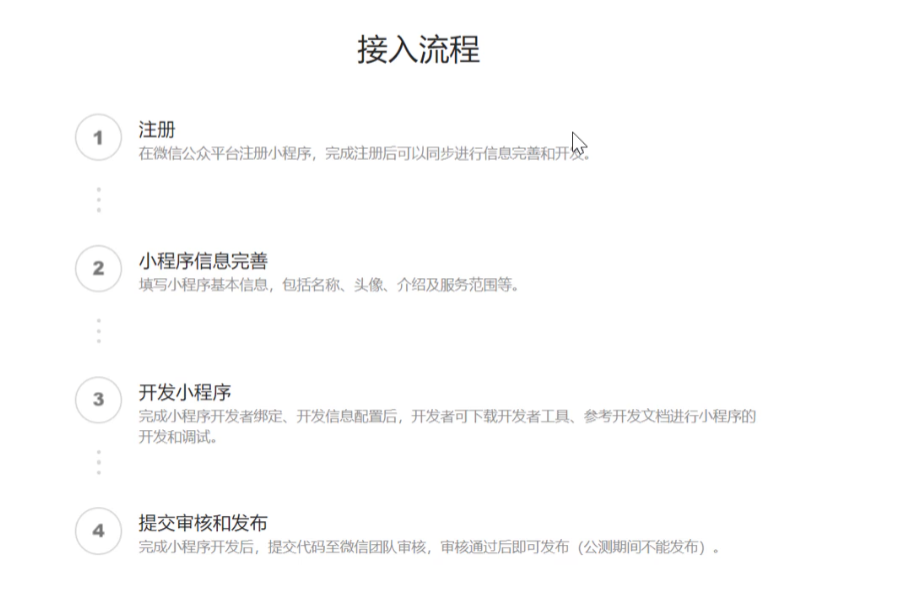 接入流程
1
注册
在微信公众平台注册小程序，完成注册后可以同步进行信息完善和开发。
2
小程序信息完善
填写小程序基本信息，包括名称、头像、介绍及服务范围等。
3
开发小程序
完成小程序开发者绑定、开发信息配置后，开发者可下载开发者工具、参考开发文档进行小程序的
开发和调试。
4
提交审核和发布
完成小程序开发后，提交代码至微信团队审核，审核通过后即可发布（公测期间不能发布）。